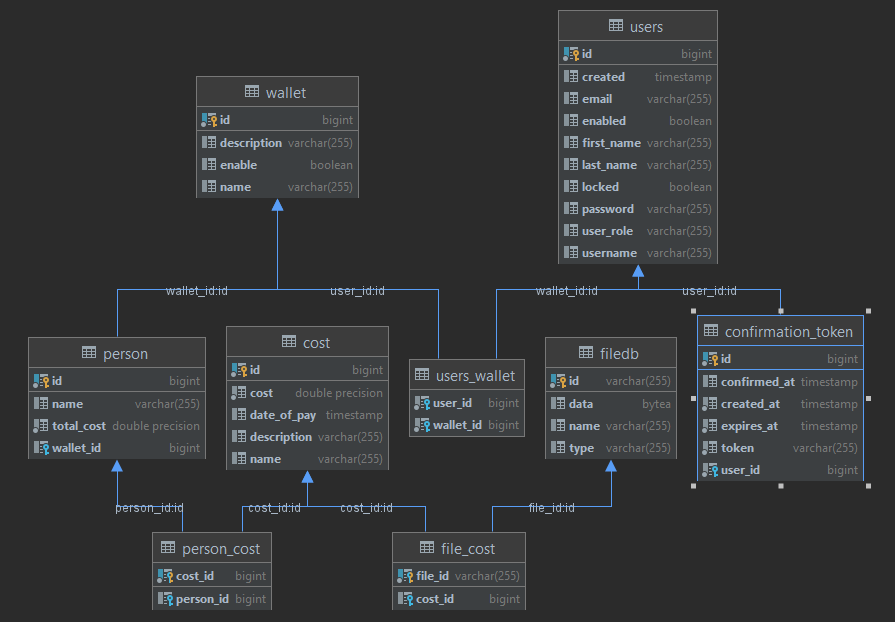 users
id bigint
created timestamp
email varchar(255)
enabled boolean
first_name varchar(255)
last_name varchar(255)
locked boolean
password varchar(255)
user_role varchar(255)
username varchar(255)
wallet
id bigint
description varchar(255)
enable boolean
name varchar(255)
wallet_id:id
user_id:id
wallet_id:id
user_id:id
person
id bigint
name varchar(255)
total_cost double precision
wallet_id bigint
cost
id bigint
cost double precision
date_of_pay timestamp
description varchar(255)
name varchar(255)
users_wallet
user_id bigint
wallet_id bigint
filedb
id varchar(255)
data bytea
name varchar(255)
type varchar(255)
confirmation_token
id bigint
confirmed_at timestamp
created_at timestamp
expires_at timestamp
token varchar(255)
user_id bigint
person_id:id
cost_id:id
cost_id:id
file_id:id
person_cost
cost_id bigint
person_id bigint
file_cost
file_id varchar(255)
cost_id bigint